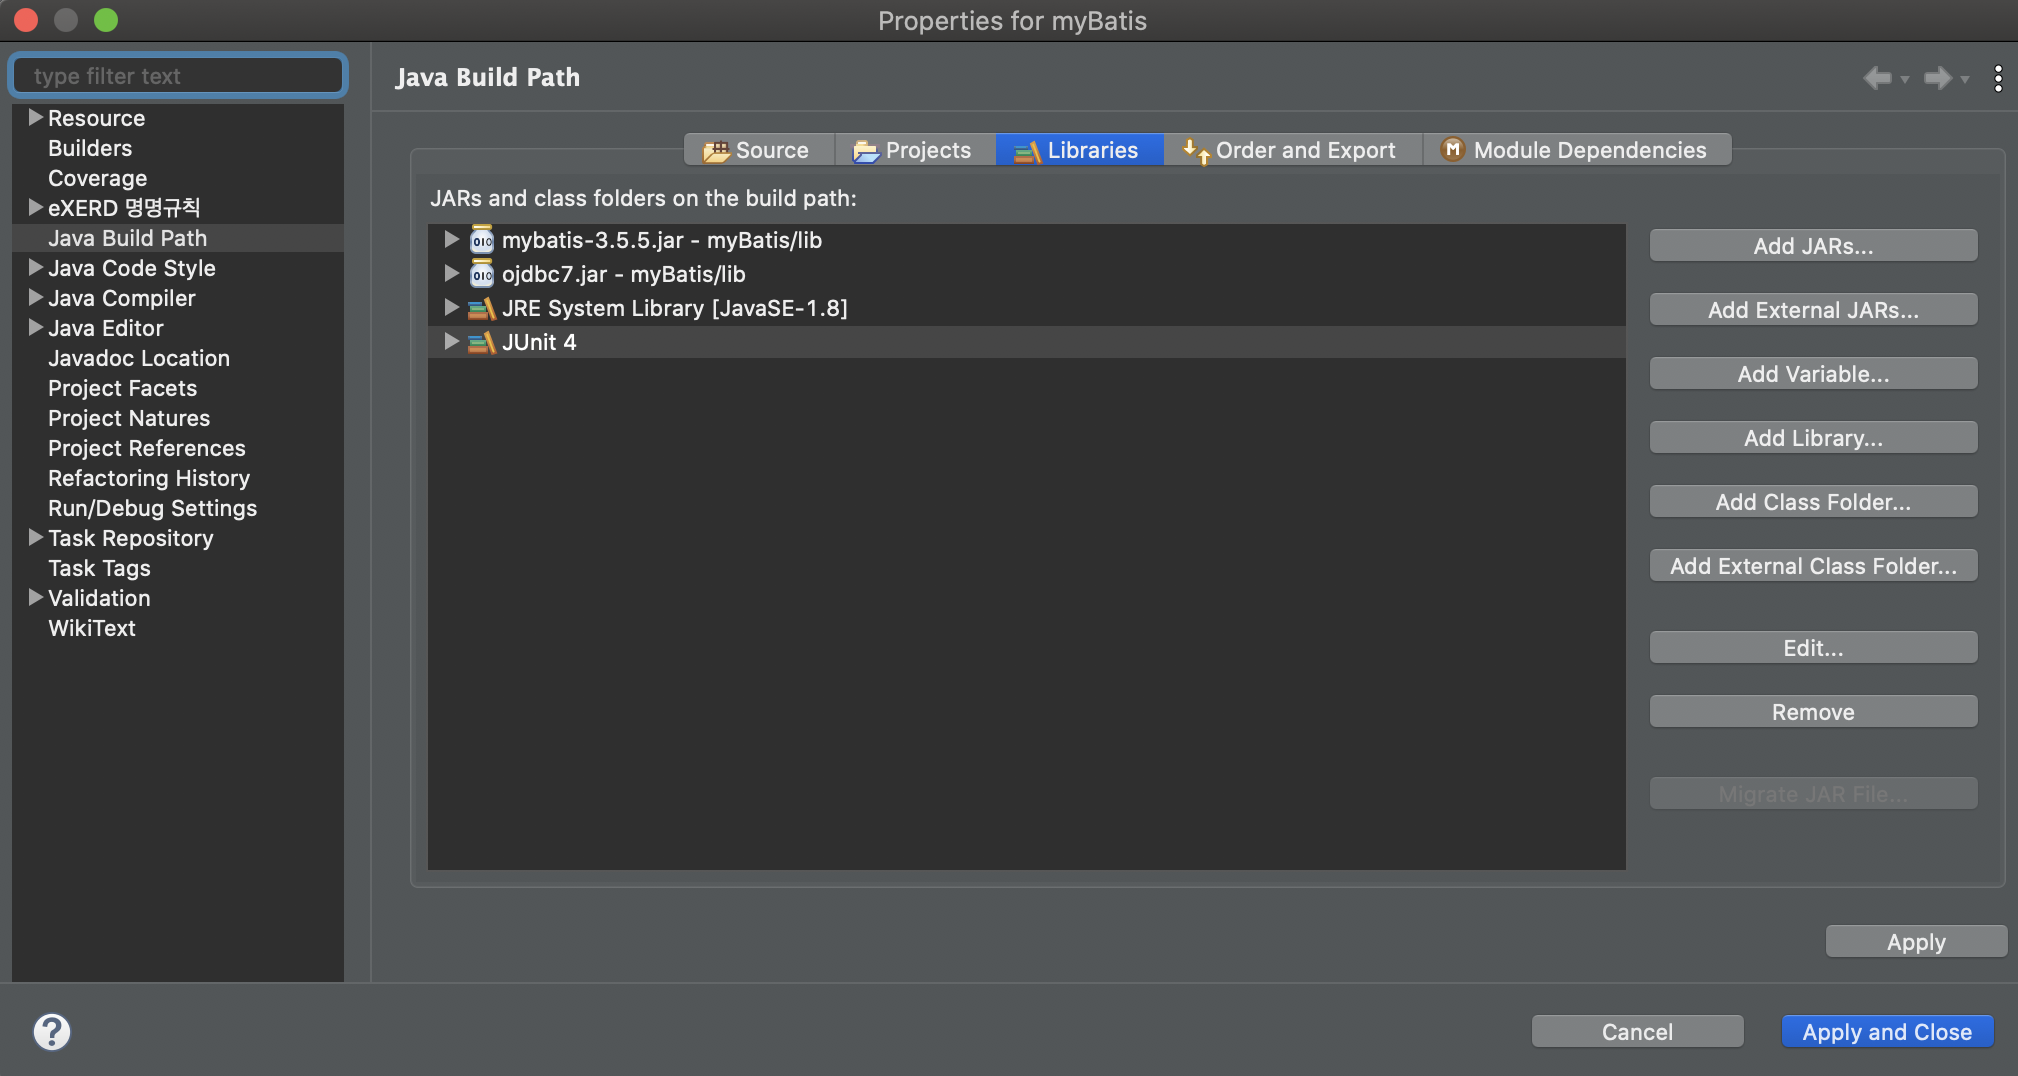 Properties for myBatis
type filter text
Resource
Builders
Coverage
eXERD 명명규칙
Java Build Path
Java Code Style
Java Compiler
Java Editor
Javadoc Location
Project Facets
Project Natures
Project References
Refactoring History
Run/Debug Settings
Task Repository
Task Tags
Validation
WikiText
Java Build Path
Source
Projects
Libraries
Order and Export
M Module Dependencies
JARs and class folders on the build path:
010 mybatis-3.5.5.jar - myBatis/lib
010 ojdbc7.jar - myBatis/lib
JRE System Library [JavaSE-1.8]
JUnit 4
Add JARs...
Add External JARs...
Add Variable...
Add Library...
Add Class Folder...
Add External Class Folder...
Edit...
Remove
Migrate JAR File...
Apply
?
Cancel
Apply and Close